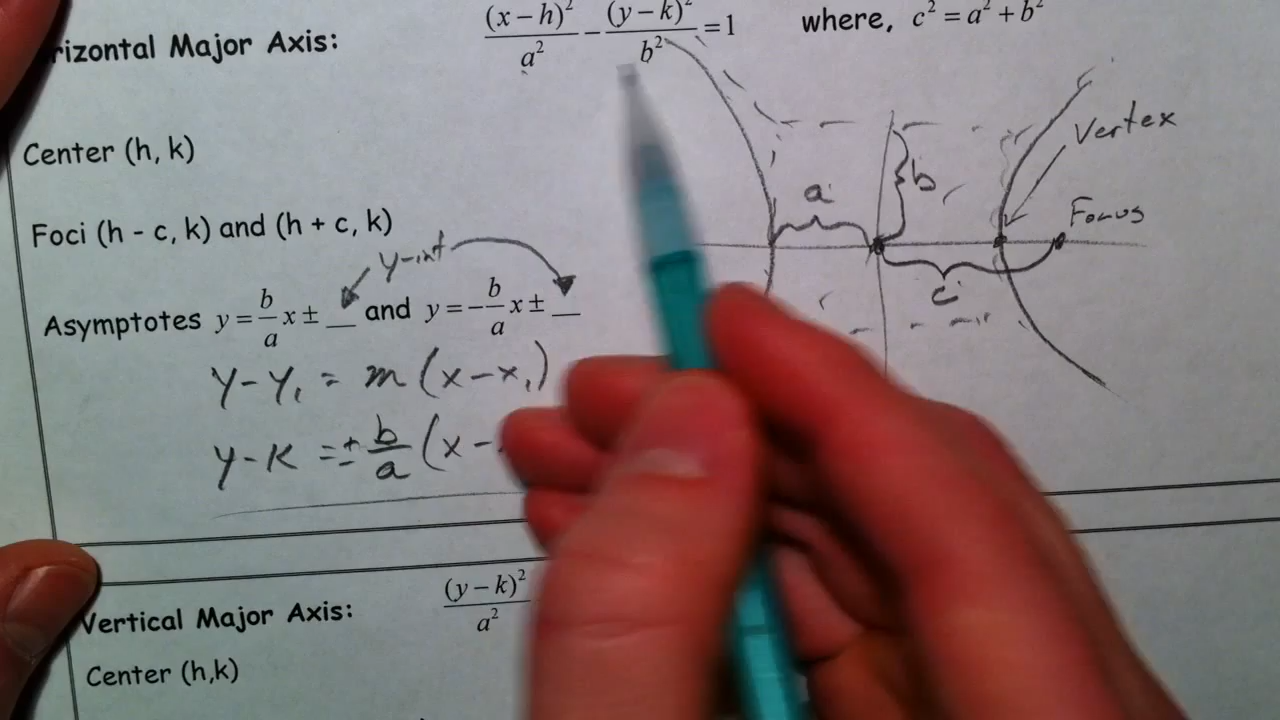 rizontal Major Axis: (x-h)²/a² - (y-k)²/b² = 1 where, c² = a² + b²
Vertex
Center (h, k)
a b
Foci (h - c, k) and (h + c, k)
Focus
y-int
c
Asymptotes y = b/a x ± __ and y = - b/a x ± __
y-y₁ = m(x-x₁)
y-k = ± b/a (x-
Vertical Major Axis: (y-k)²/a²
Center (h,k)